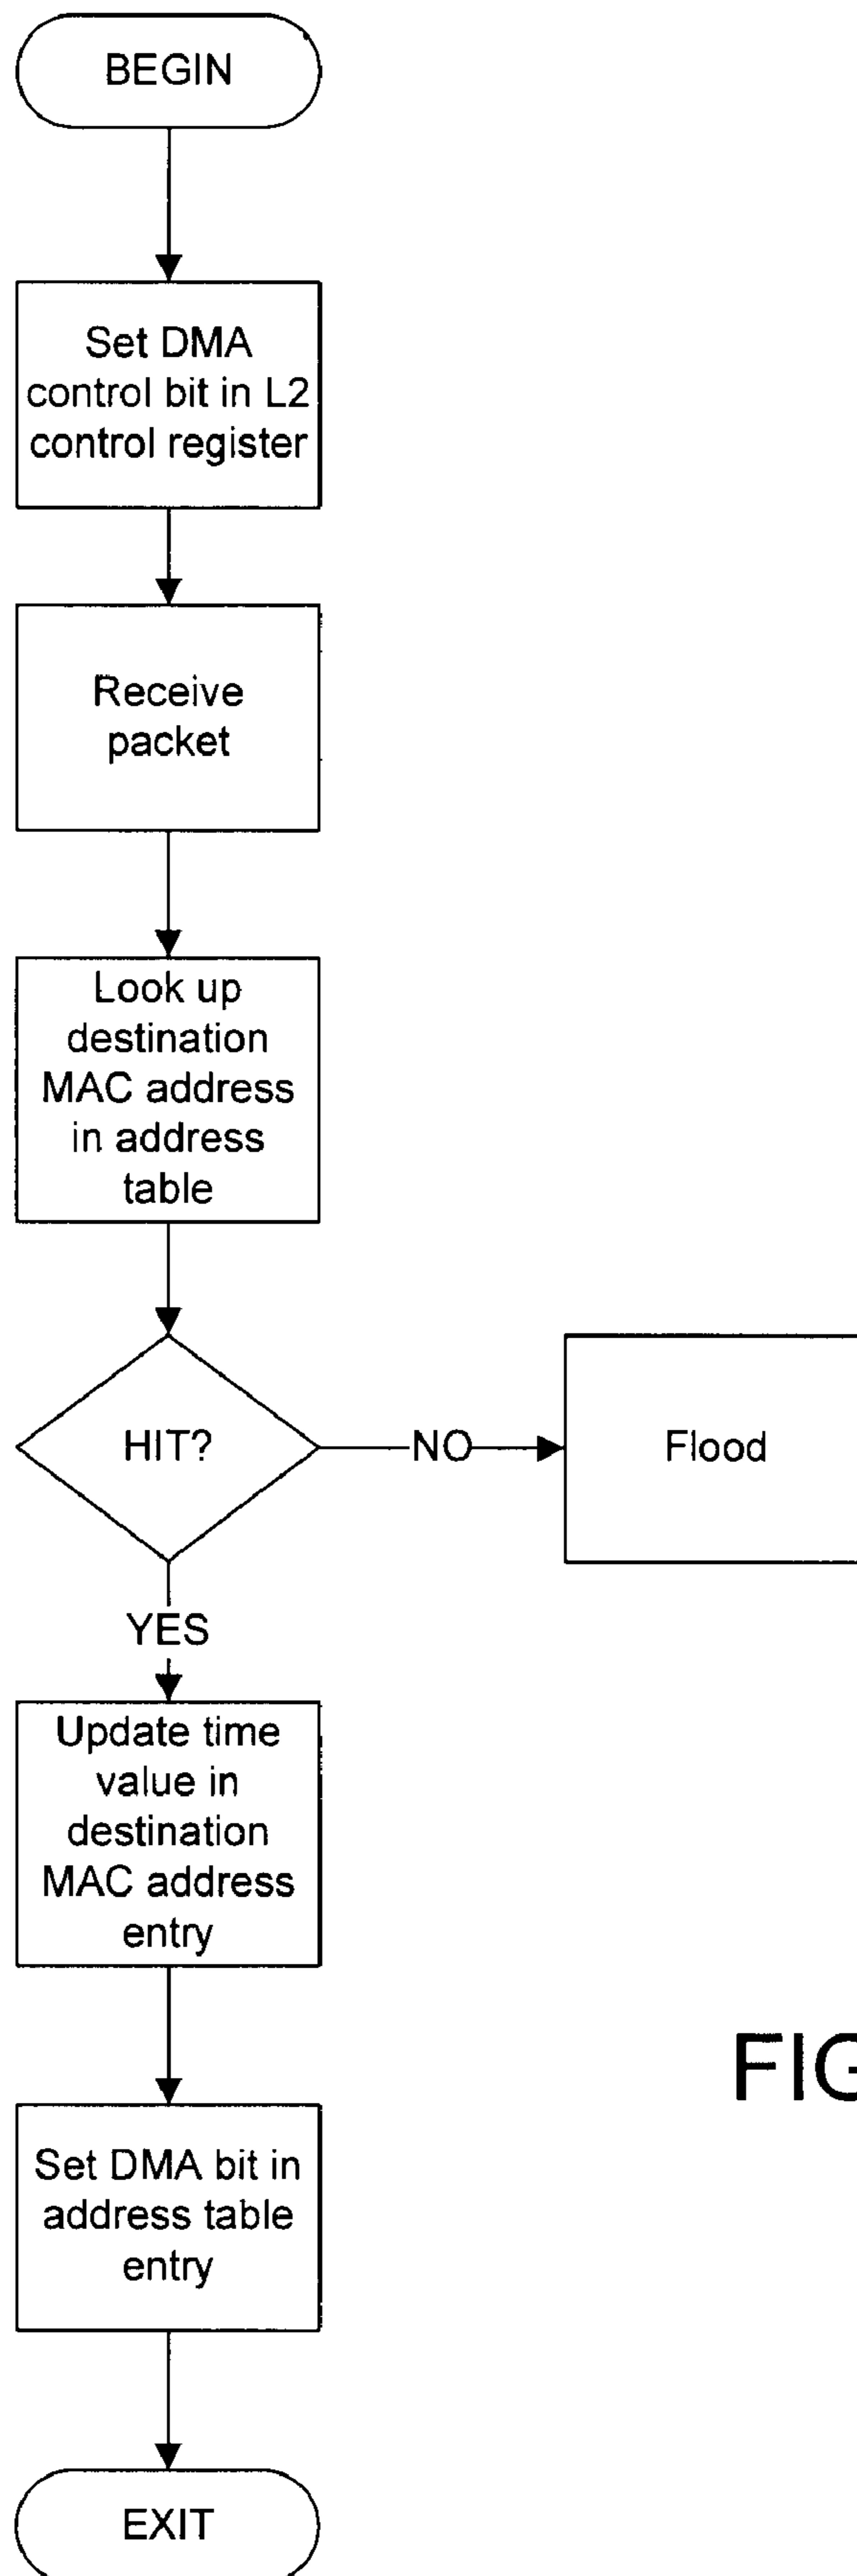 BEGIN
Set DMA
control bit in L2
control register
Receive
packet
Look up
destination
MAC address
in address
table
HIT?
NO
Flood
YES
Update time
value in
destination
MAC address
entry
FIG
Set DMA bit in
address table
entry
EXIT